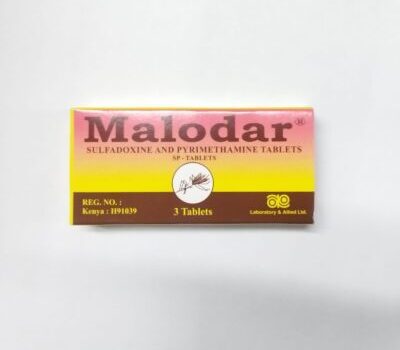 Malodar®
SULFADOXINE AND PYRIMETHAMINE TABLETS
SP - TABLETS
REG. NO. :
Kenya : H91039
3 Tablets
Laboratory & Allied Ltd.